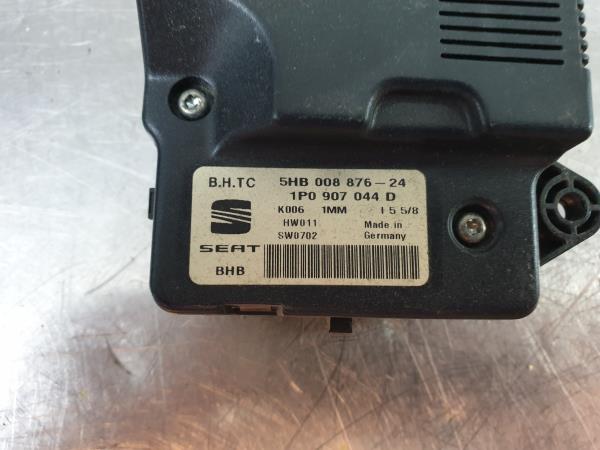 B.H.TC 5HB 008 876-24
1P0 907 044 D
K006 1MM I 5 5/8
HW011 Made in
SW0702 Germany
SEAT
BHB